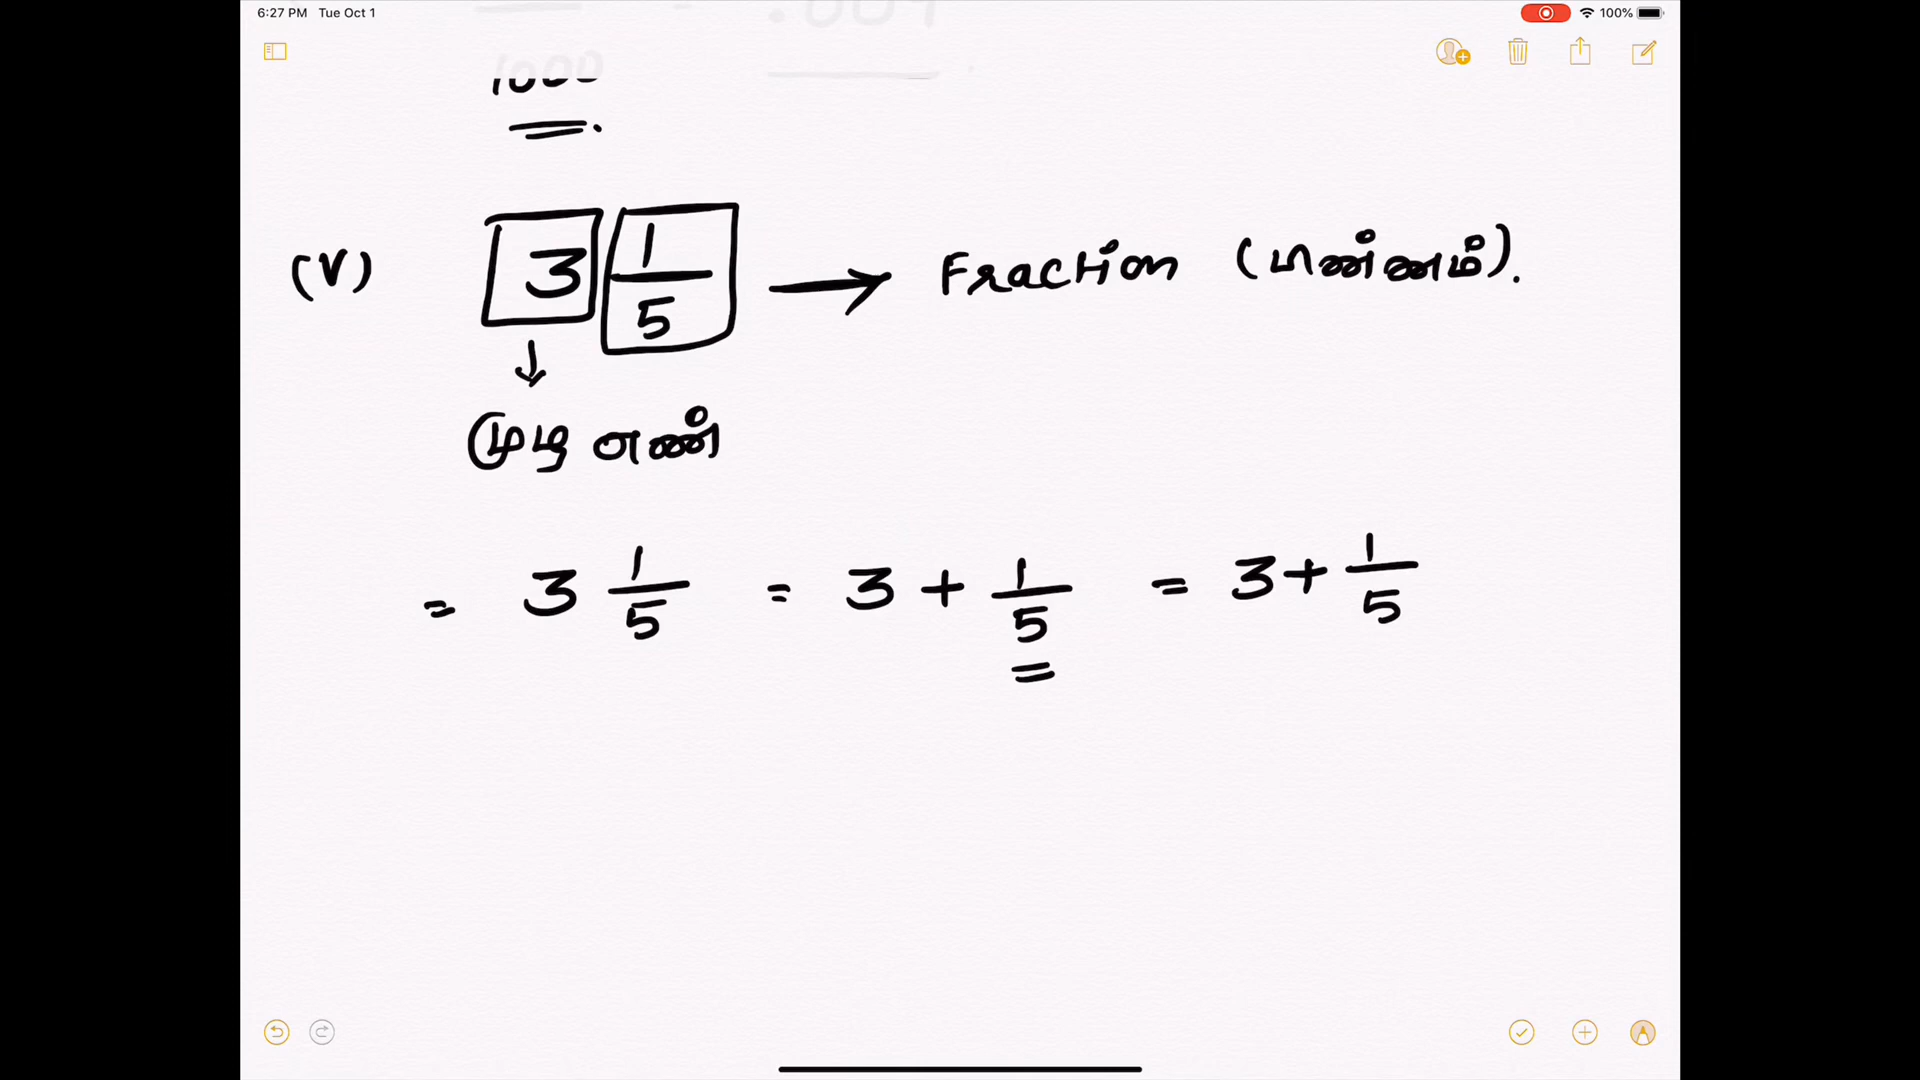 6:27 PM Tue Oct 1
100%
1000
(V) 3 1/5 → Fraction (பின்னம்).
முழு எண்
= 3 1/5 = 3 + 1/5 = 3 + 1/5